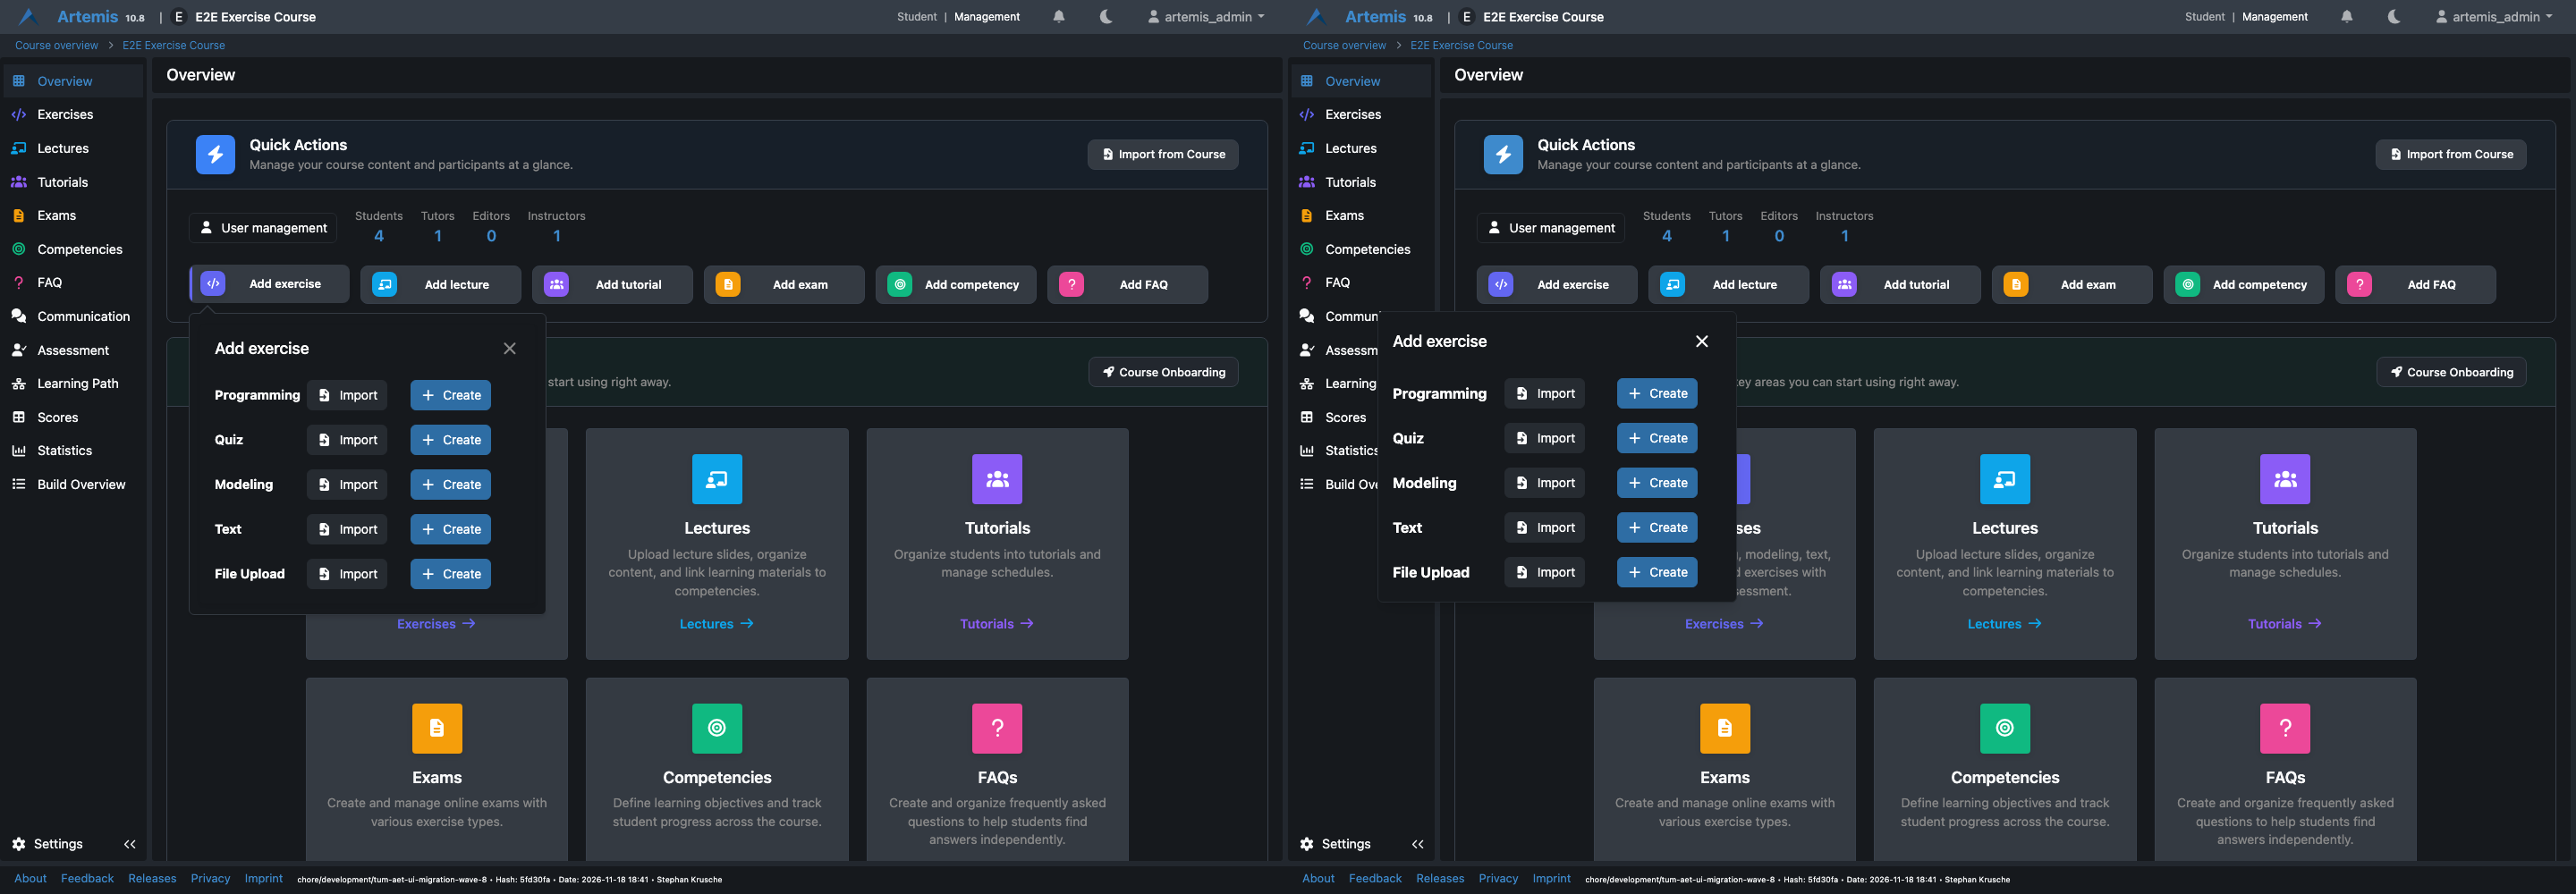 Artemis 10.8 | E E2E Exercise Course
Student | Management
artemis_admin
Course overview > E2E Exercise Course
Overview
Exercises
Lectures
Tutorials
Exams
Competencies
FAQ
Communication
Assessment
Learning Path
Scores
Statistics
Build Overview
Settings
Overview
Quick Actions
Manage your course content and participants at a glance.
Import from Course
User management
Students Tutors Editors Instructors
4 1 0 1
Add exercise
Add lecture
Add tutorial
Add exam
Add competency
Add FAQ
Add exercise
Programming Import Create
Quiz Import Create
Modeling Import Create
Text Import Create
File Upload Import Create
start using right away.
Course Onboarding
Exercises
Lectures
Upload lecture slides, organize
content, and link learning materials to
competencies.
Lectures
Tutorials
Organize students into tutorials and
manage schedules.
Tutorials
Exams
Create and manage online exams with
various exercise types.
Competencies
Define learning objectives and track
student progress across the course.
FAQs
Create and organize frequently asked
questions to help students find
answers independently.
About Feedback Releases Privacy Imprint chore/development/tum-aet-ui-migration-wave-8 • Hash: 5fd30fa • Date: 2026-11-18 18:41 • Stephan Krusche
Artemis 10.8 | E E2E Exercise Course
Student | Management
artemis_admin
Course overview > E2E Exercise Course
Overview
Exercises
Lectures
Tutorials
Exams
Competencies
FAQ
Commun
Assessm
Learning
Scores
Statistics
Build Ove
Settings
Overview
Quick Actions
Manage your course content and participants at a glance.
Import from Course
User management
Students Tutors Editors Instructors
4 1 0 1
Add exercise
Add lecture
Add tutorial
Add exam
Add competency
Add FAQ
Add exercise
Programming Import Create
Quiz Import Create
Modeling Import Create
Text Import Create
File Upload Import Create
key areas you can start using right away.
Course Onboarding
ses
, modeling, text,
d exercises with
sessment.
Exercises
Lectures
Upload lecture slides, organize
content, and link learning materials to
competencies.
Lectures
Tutorials
Organize students into tutorials and
manage schedules.
Tutorials
Exams
Create and manage online exams with
various exercise types.
Competencies
Define learning objectives and track
student progress across the course.
FAQs
Create and organize frequently asked
questions to help students find
answers independently.
About Feedback Releases Privacy Imprint chore/development/tum-aet-ui-migration-wave-8 • Hash: 5fd30fa • Date: 2026-11-18 18:41 • Stephan Krusche